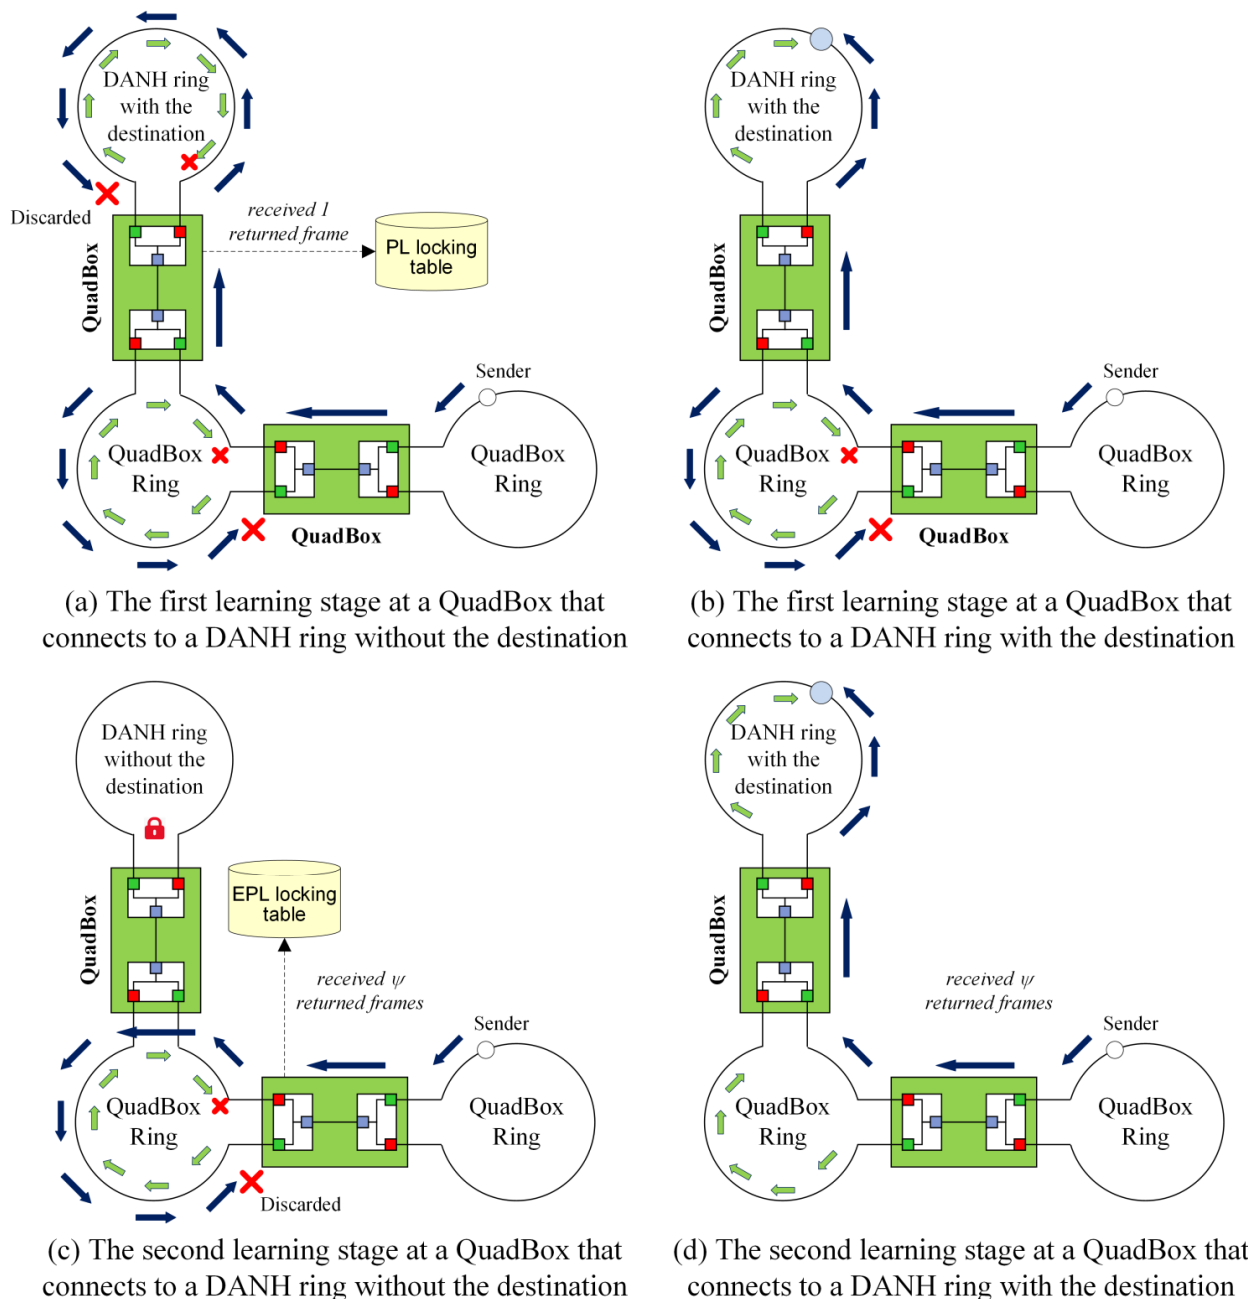 DANH ring
with the
destination
Discarded
received 1
returned frame
PL locking
table
QuadBox
Sender
QuadBox
Ring
QuadBox
Ring
QuadBox
(a) The first learning stage at a QuadBox that
connects to a DANH ring without the destination
DANH ring
with the
destination
QuadBox
Sender
QuadBox
Ring
QuadBox
Ring
QuadBox
(b) The first learning stage at a QuadBox that
connects to a DANH ring with the destination
DANH ring
without the
destination
EPL locking
table
QuadBox
received ψ
returned frames
Sender
QuadBox
Ring
QuadBox
Ring
Discarded
(c) The second learning stage at a QuadBox that
connects to a DANH ring without the destination
DANH ring
with the
destination
QuadBox
received ψ
returned frames
Sender
QuadBox
Ring
QuadBox
Ring
(d) The second learning stage at a QuadBox that
connects to a DANH ring with the destination